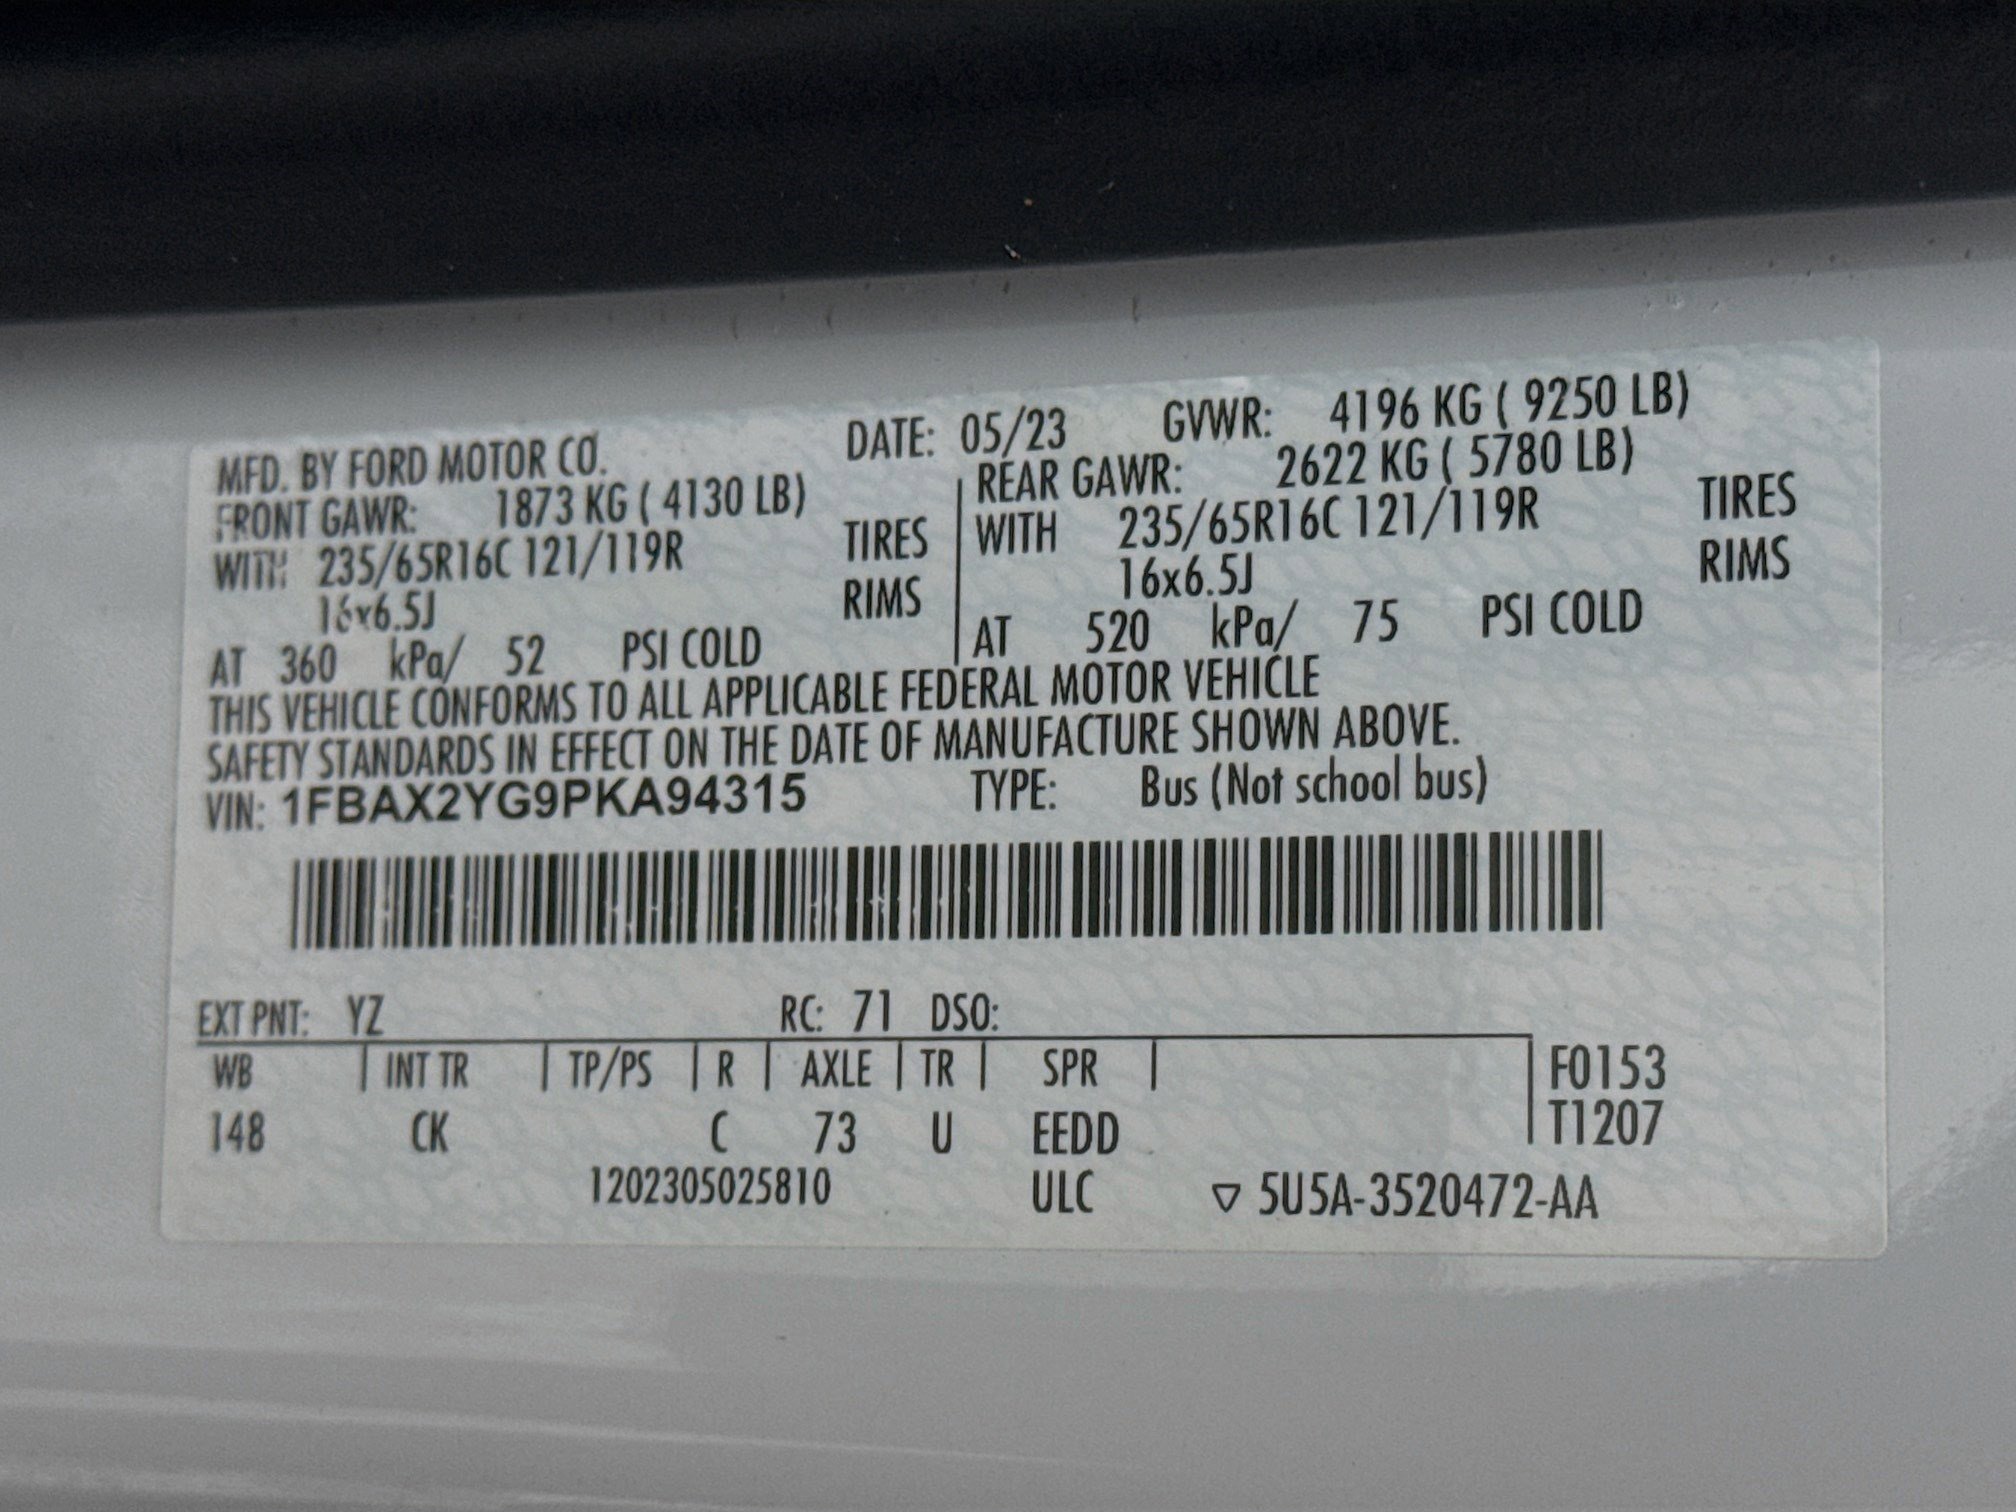 MFD. BY FORD MOTOR CO. DATE: 05/23 GVWR: 4196 KG ( 9250 LB)
FRONT GAWR: 1873 KG ( 4130 LB) REAR GAWR: 2622 KG ( 5780 LB)
WITH 235/65R16C 121/119R TIRES WITH 235/65R16C 121/119R TIRES
16x6.5J RIMS 16x6.5J RIMS
AT 360 kPa/ 52 PSI COLD AT 520 kPa/ 75 PSI COLD
THIS VEHICLE CONFORMS TO ALL APPLICABLE FEDERAL MOTOR VEHICLE
SAFETY STANDARDS IN EFFECT ON THE DATE OF MANUFACTURE SHOWN ABOVE.
VIN: 1FBAX2YG9PKA94315 TYPE: Bus (Not school bus)
EXT PNT: YZ RC: 71 DSO:
WB INT TR TP/PS R AXLE TR SPR F0153
148 CK C 73 U EEDD T1207
1202305025810 ULC ▽ 5U5A-3520472-AA